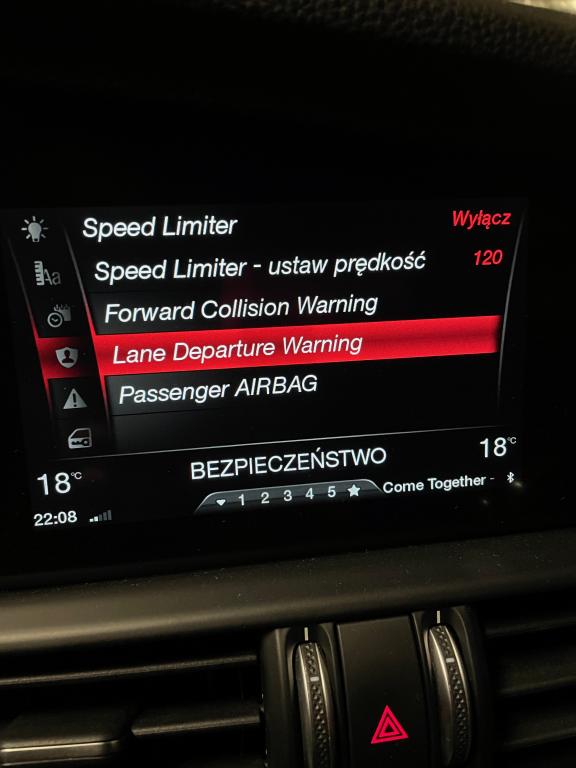 Speed Limiter Wyłącz
Aa Speed Limiter - ustaw prędkość 120
Forward Collision Warning
Lane Departure Warning
Passenger AIRBAG
18°C BEZPIECZEŃSTWO 18°C
1 2 3 4 5 Come Together -
22:08